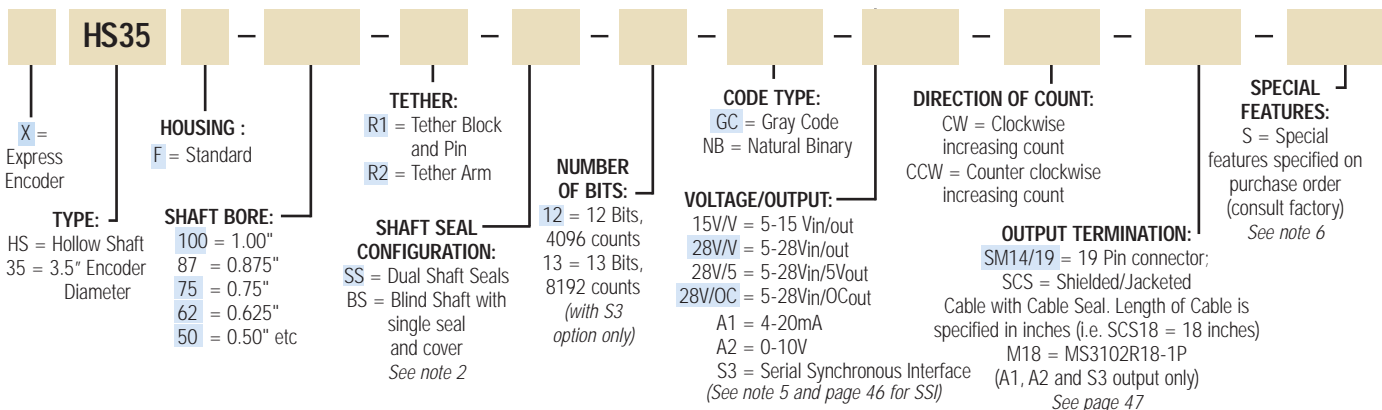 HS35 – – – – – – – – –
X =
Express
Encoder
TYPE:
HS = Hollow Shaft
35 = 3.5" Encoder
Diameter
HOUSING :
F = Standard
SHAFT BORE:
100 = 1.00"
87 = 0.875"
75 = 0.75"
62 = 0.625"
50 = 0.50" etc
TETHER:
R1 = Tether Block
and Pin
R2 = Tether Arm
SHAFT SEAL
CONFIGURATION:
SS = Dual Shaft Seals
BS = Blind Shaft with
single seal
and cover
See note 2
NUMBER
OF BITS:
12 = 12 Bits,
4096 counts
13 = 13 Bits,
8192 counts
(with S3
option only)
CODE TYPE:
GC = Gray Code
NB = Natural Binary
VOLTAGE/OUTPUT:
15V/V = 5-15 Vin/out
28V/V = 5-28Vin/out
28V/5 = 5-28Vin/5Vout
28V/OC = 5-28Vin/OCout
A1 = 4-20mA
A2 = 0-10V
S3 = Serial Synchronous Interface
(See note 5 and page 46 for SSI)
DIRECTION OF COUNT:
CW = Clockwise
increasing count
CCW = Counter clockwise
increasing count
OUTPUT TERMINATION:
SM14/19 = 19 Pin connector;
SCS = Shielded/Jacketed
Cable with Cable Seal. Length of Cable is
specified in inches (i.e. SCS18 = 18 inches)
M18 = MS3102R18-1P
(A1, A2 and S3 output only)
See page 47
SPECIAL
FEATURES:
S = Special
features specified on
purchase order
(consult factory)
See note 6